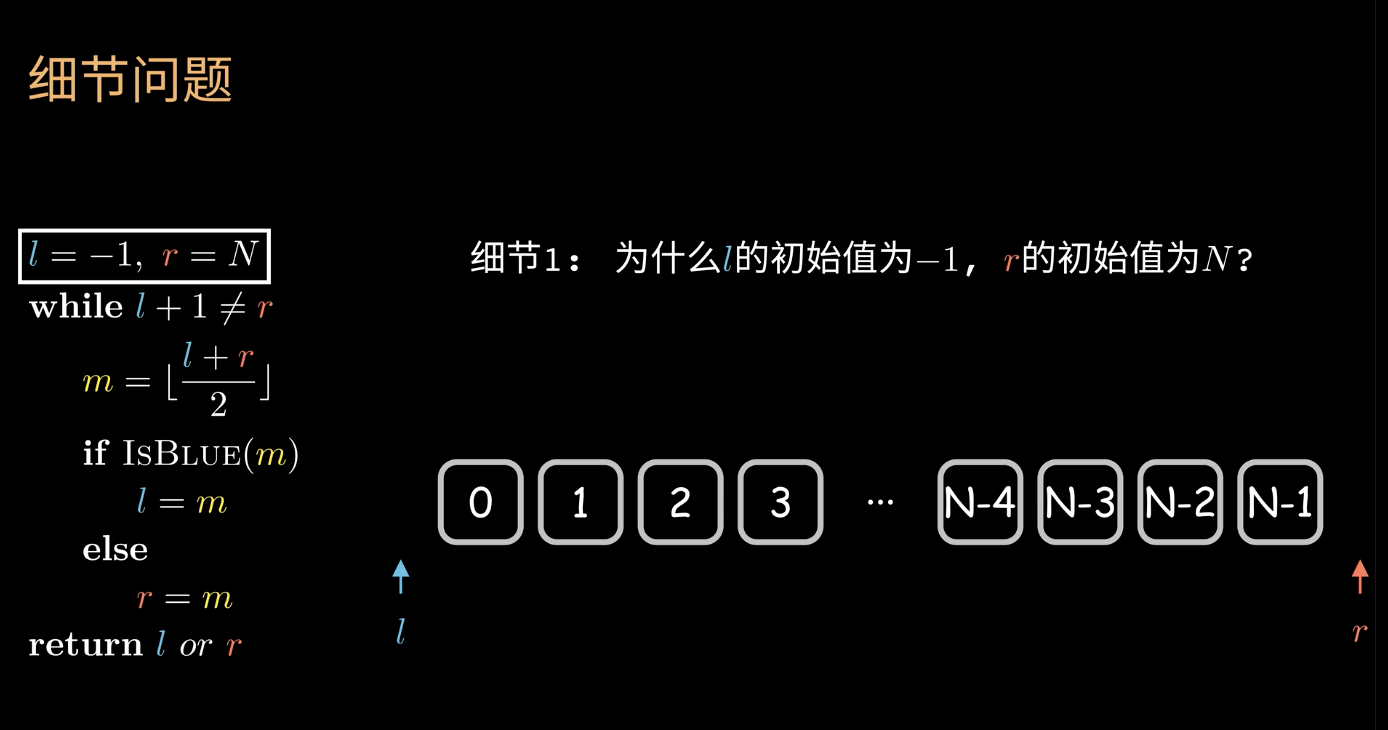 细节问题
l = −1, r = N
while l + 1 ≠ r
m = ⌊(l + r)/2⌋
if IsBlue(m)
l = m
else
r = m
return l or r
细节1: 为什么l的初始值为−1, r的初始值为N?
0 1 2 3 ... N-4 N-3 N-2 N-1
l r